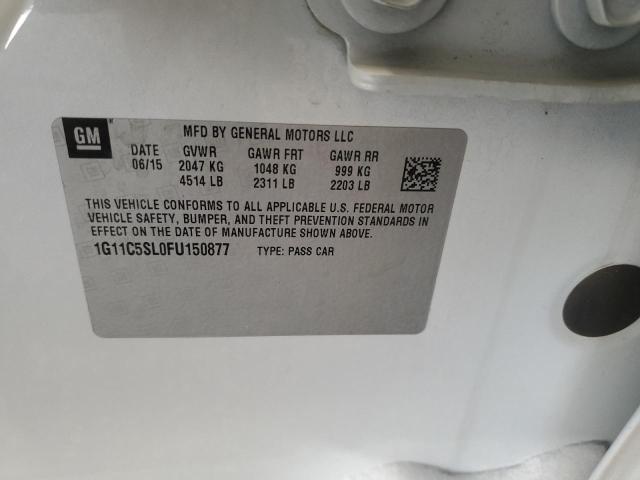 GM
MFD BY GENERAL MOTORS LLC
DATE GVWR GAWR FRT GAWR RR
06/15 2047 KG 1048 KG 999 KG
4514 LB 2311 LB 2203 LB
THIS VEHICLE CONFORMS TO ALL APPLICABLE U.S. FEDERAL MOTOR
VEHICLE SAFETY, BUMPER, AND THEFT PREVENTION STANDARDS IN
EFFECT ON THE DATE OF MANUFACTURE SHOWN ABOVE.
1G11C5SL0FU150877 TYPE: PASS CAR